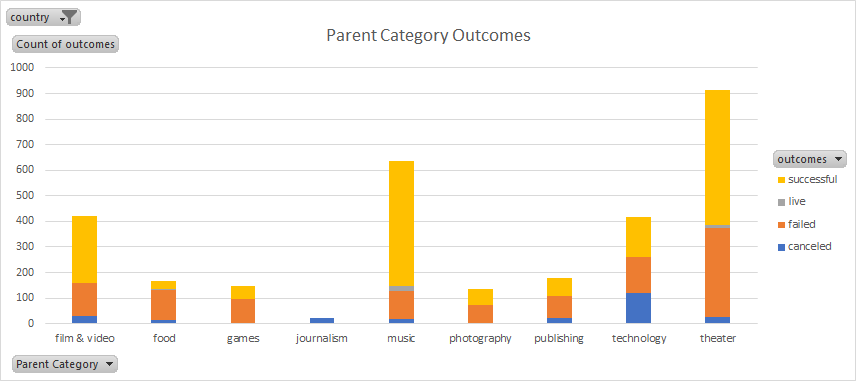 country
Count of outcomes
Parent Category Outcomes
1000
900
800
700
600
500
400
300
200
100
0
film & video food games journalism music photography publishing technology theater
outcomes
successful
live
failed
canceled
Parent Category